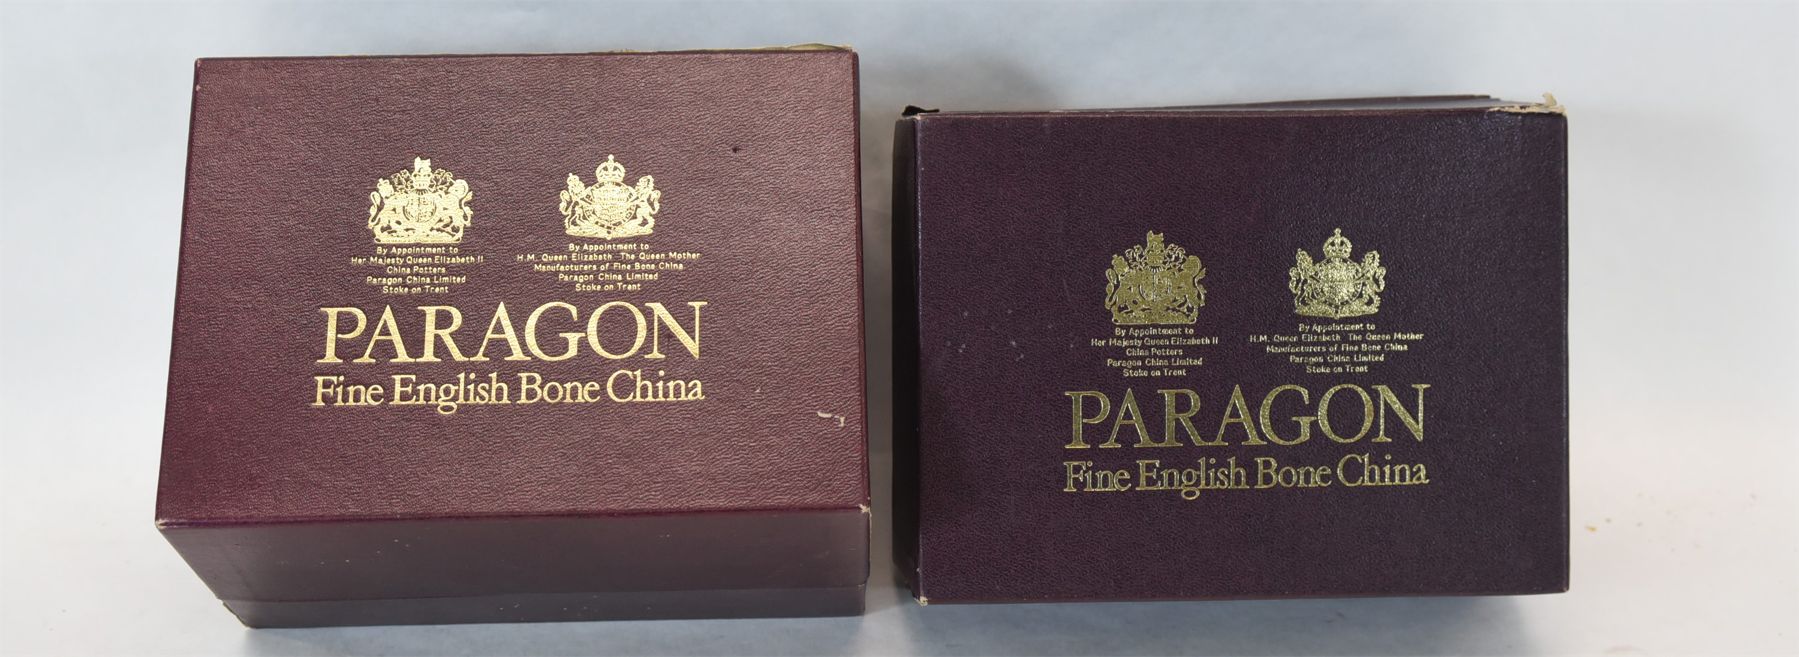 By Appointment to
Her Majesty Queen Elizabeth II
China Potters
Paragon China Limited
Stoke on Trent
By Appointment to
H.M. Queen Elizabeth The Queen Mother
Manufacturers of Fine Bone China
Paragon China Limited
Stoke on Trent
PARAGON
Fine English Bone China
By Appointment to
Her Majesty Queen Elizabeth II
China Potters
Paragon China Limited
Stoke on Trent
By Appointment to
H.M. Queen Elizabeth The Queen Mother
Manufacturers of Fine Bone China
Paragon China Limited
Stoke on Trent
PARAGON
Fine English Bone China